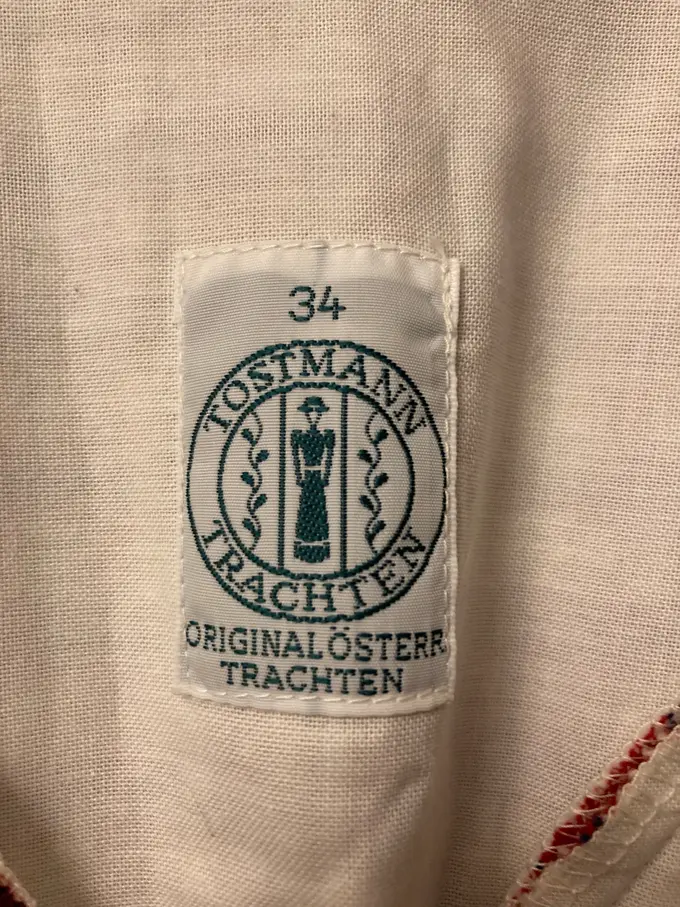 34
TOSTMANN
TRACHTEN
ORIGINAL ÖSTERR.
TRACHTEN